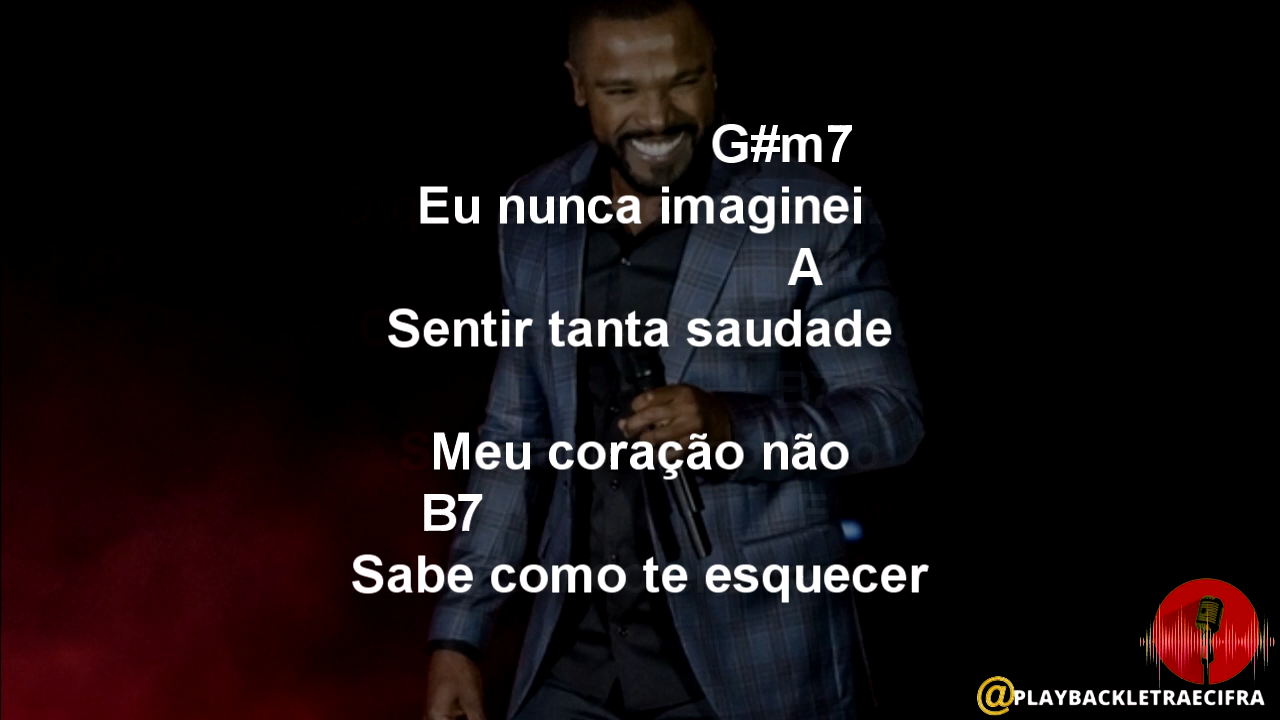 G#m7
Eu nunca imaginei
A
Sentir tanta saudade
Meu coração não
B7
Sabe como te esquecer
@PLAYBACKLETRAECIFRA